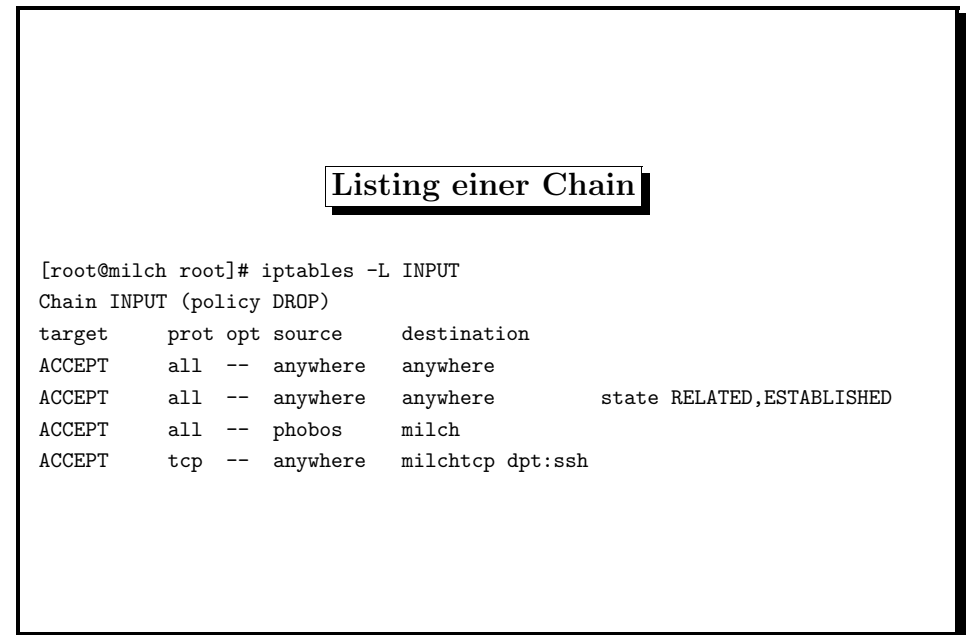 Listing einer Chain
[root@milch root]# iptables -L INPUT
Chain INPUT (policy DROP)
target     prot opt source     destination
ACCEPT     all  --  anywhere   anywhere
ACCEPT     all  --  anywhere   anywhere         state RELATED,ESTABLISHED
ACCEPT     all  --  phobos     milch
ACCEPT     tcp  --  anywhere   milchtcp dpt:ssh